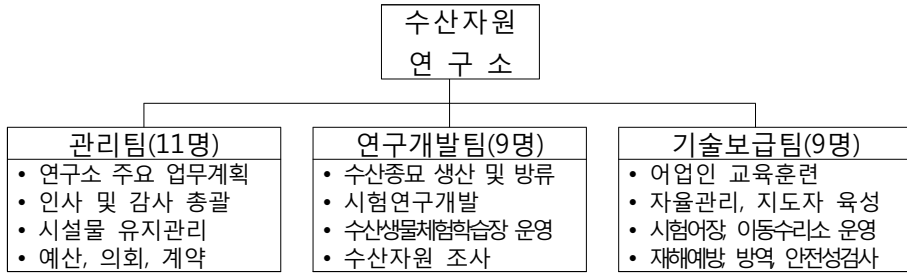 수산자원
연 구 소
관리팀(11명)
• 연구소 주요 업무계획
• 인사 및 감사 총괄
• 시설물 유지관리
• 예산, 의회, 계약
연구개발팀(9명)
• 수산종묘 생산 및 방류
• 시험연구개발
• 수산생물체험학습장 운영
• 수산자원 조사
기술보급팀(9명)
• 어업인 교육훈련
• 자율관리, 지도자 육성
• 시험어장, 이동수리소 운영
• 재해예방, 방역, 안전성검사